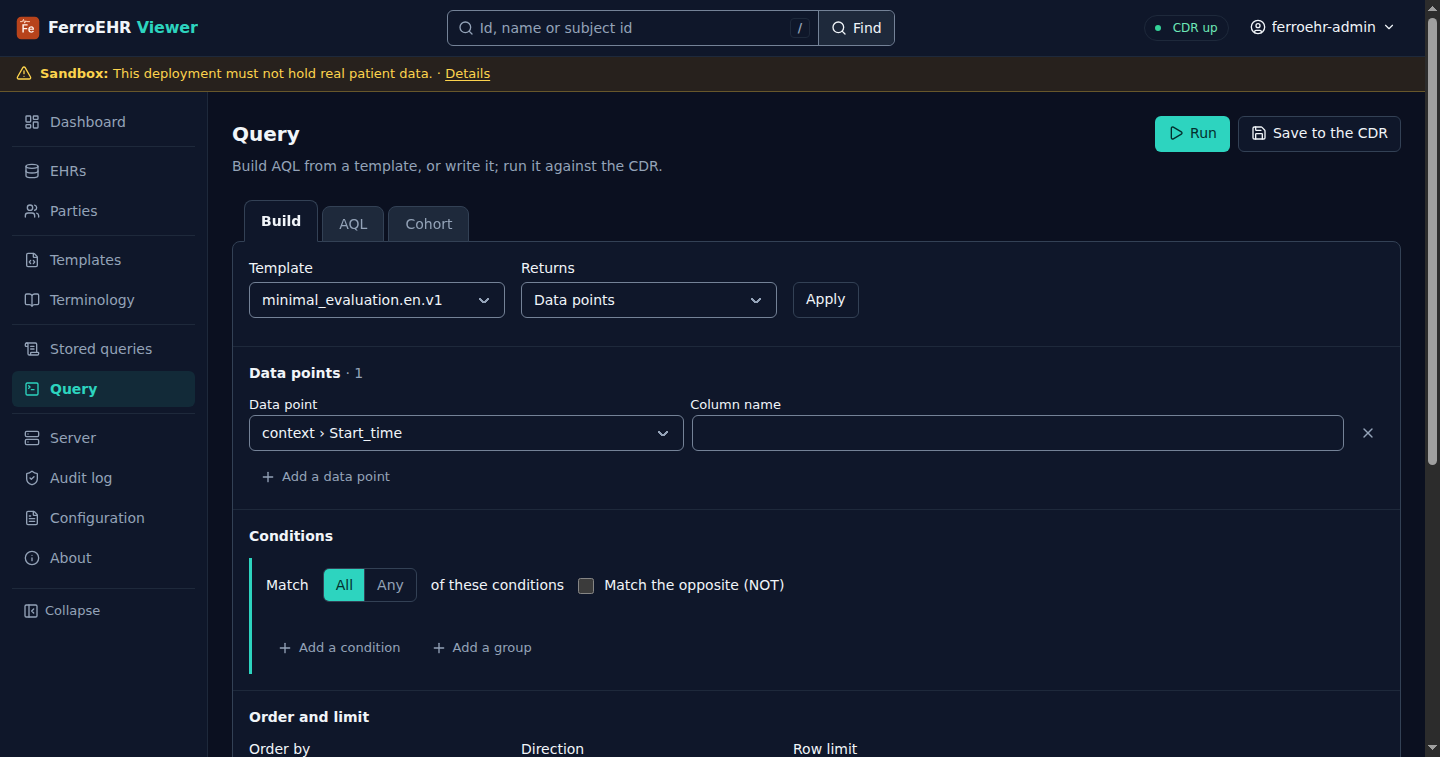 Fe FerroEHR Viewer
Id, name or subject id / Find
CDR up
ferroehr-admin
Sandbox: This deployment must not hold real patient data. · Details
Dashboard
EHRs
Parties
Templates
Terminology
Stored queries
Query
Server
Audit log
Configuration
About
Collapse
Query
Run
Save to the CDR
Build AQL from a template, or write it; run it against the CDR.
Build AQL Cohort
Template Returns
minimal_evaluation.en.v1 Data points Apply
Data points · 1
Data point Column name
context › Start_time
Add a data point
Conditions
Match All Any of these conditions Match the opposite (NOT)
Add a condition Add a group
Order and limit
Order by Direction Row limit